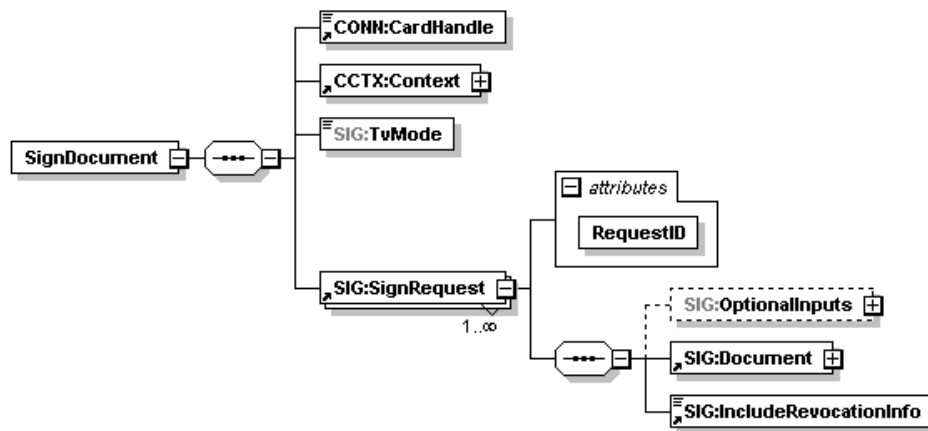 CONN:CardHandle
CCTX:Context
SIG:TvMode
SignDocument
attributes
RequestID
SIG:SignRequest
1..∞
SIG:OptionalInputs
SIG:Document
SIG:IncludeRevocationInfo